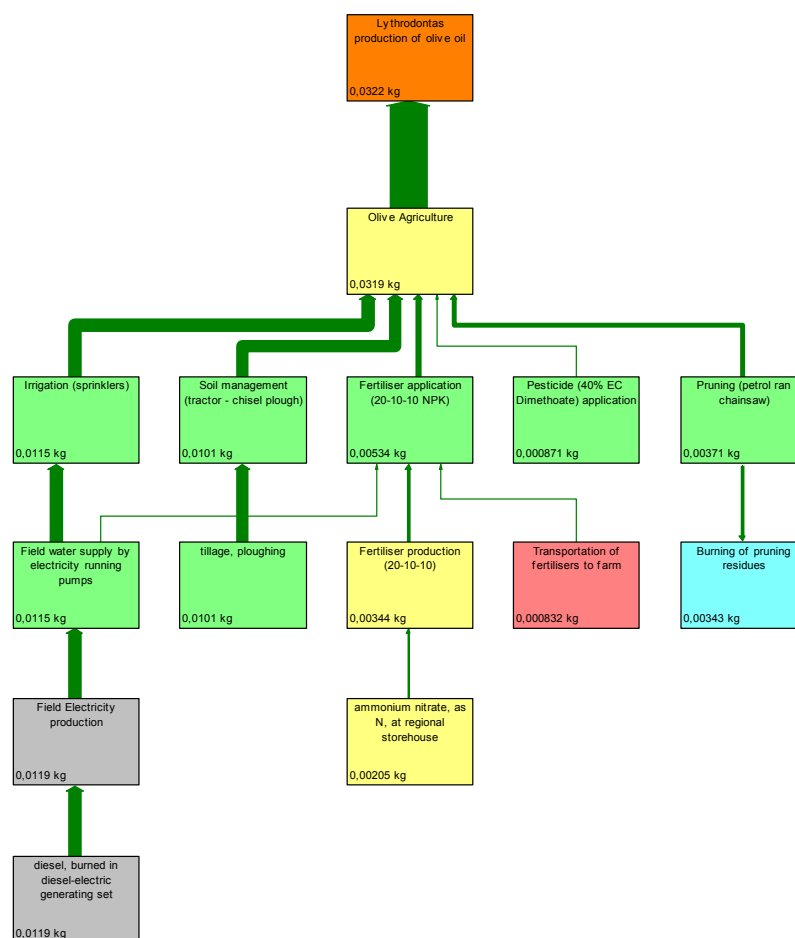 Lythrodontas
production of olive oil
0,0322 kg
Olive Agriculture
0,0319 kg
Irrigation (sprinklers)
0,0115 kg
Soil management
(tractor - chisel plough)
0,0101 kg
Fertiliser application
(20-10-10 NPK)
0,00534 kg
Pesticide (40% EC
Dimethoate) application
0,000871 kg
Pruning (petrol ran
chainsaw)
0,00371 kg
Field water supply by
electricity running
pumps
0,0115 kg
tillage, ploughing
0,0101 kg
Fertiliser production
(20-10-10)
0,00344 kg
Transportation of
fertilisers to farm
0,000832 kg
Burning of pruning
residues
0,00343 kg
Field Electricity
production
0,0119 kg
ammonium nitrate, as
N, at regional
storehouse
0,00205 kg
diesel, burned in
diesel-electric
generating set
0,0119 kg